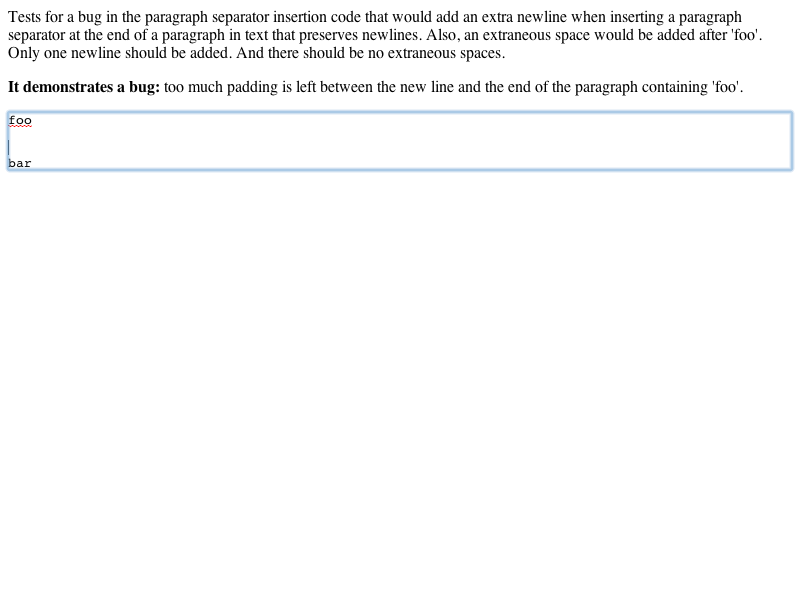 Tests for a bug in the paragraph separator insertion code that would add an extra newline when inserting a paragraph
separator at the end of a paragraph in text that preserves newlines. Also, an extraneous space would be added after 'foo'.
Only one newline should be added. And there should be no extraneous spaces.
It demonstrates a bug: too much padding is left between the new line and the end of the paragraph containing 'foo'.
foo
bar